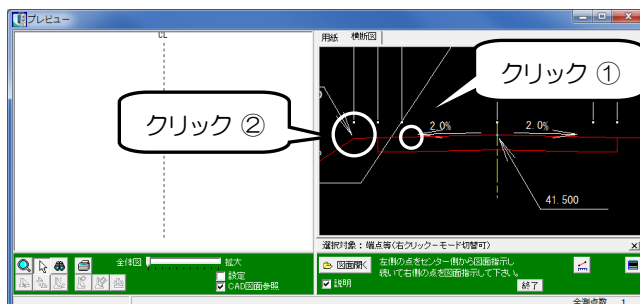 プレビュー
CL
用紙 横断図
クリック ①
クリック ②
2.0%
2.0%
41.500
選択対象：端点等(右クリック－モード切替可)
全体図
拡大
設定
CAD図面参照
図面開く
説明
左側の点をセンター側から図面指示し
続いて右側の点を図面指示して下さい。
終了
全測点数 1